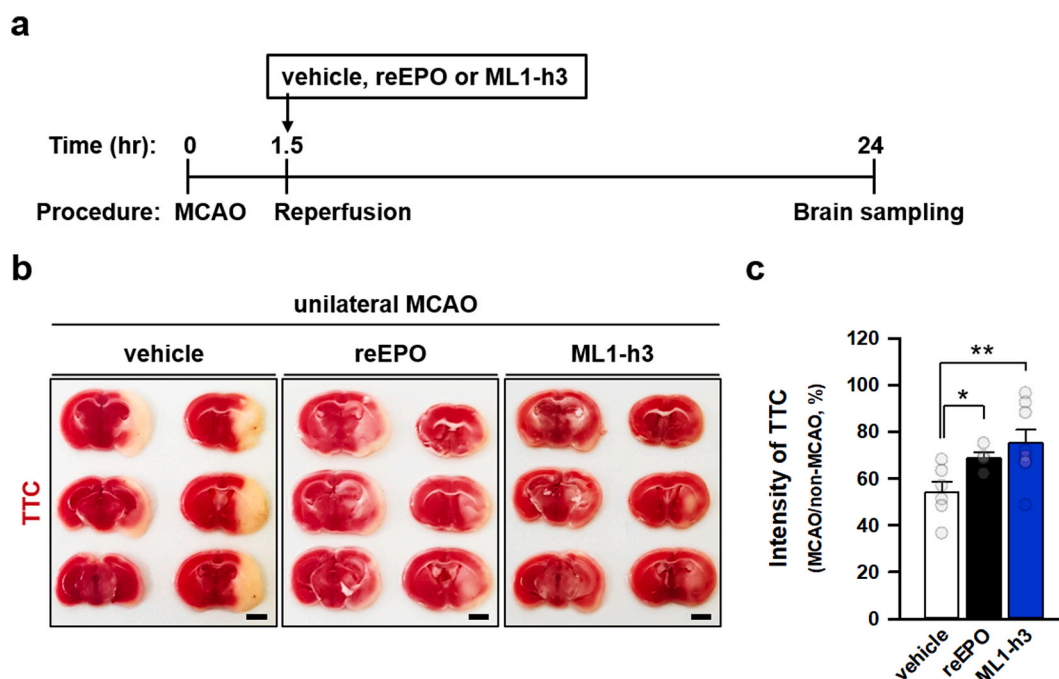 a
vehicle, reEPO or ML1-h3
Time (hr): 0 1.5 24
Procedure: MCAO Reperfusion Brain sampling
b
unilateral MCAO
vehicle reEPO ML1-h3
TTC
c
Intensity of TTC
(MCAO/non-MCAO, %)
120
100
80
60
40
20
0
**
*
vehicle
reEPO
ML1-h3